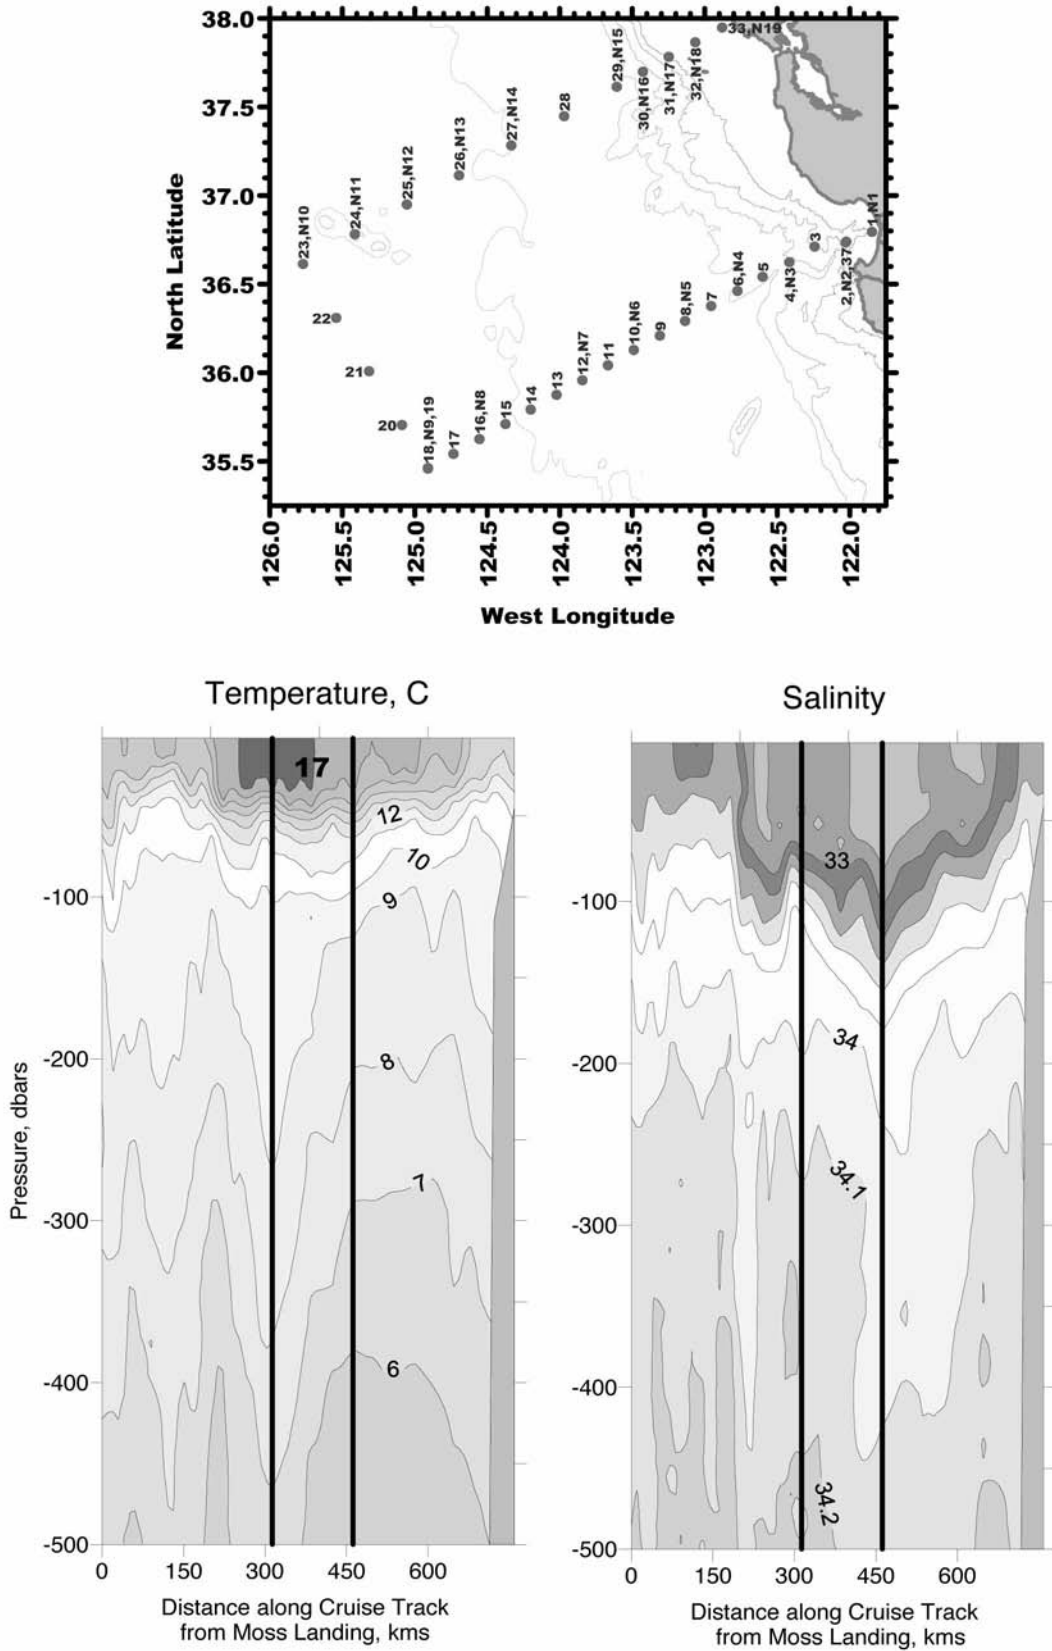 38.0
37.5
37.0
36.5
36.0
35.5
North Latitude
33,N19
32,N18
31,N17
30,N16
29,N15
28
27,N14
26,N13
25,N12
24,N11
23,N10
22
21
20
18,N9,19
17
16,N8
15
14
13
12,N7
11
10,N6
9
8,N5
7
6,N4
5
4,N3
3
2,N2,37
1,N1
126.0
125.5
125.0
124.5
124.0
123.5
123.0
122.5
122.0
West Longitude
Temperature, C
17
12
10
9
8
7
6
-100
-200
-300
-400
-500
Pressure, dbars
0
150
300
450
600
Distance along Cruise Track
from Moss Landing, kms
Salinity
33
34
34.1
34.2
-100
-200
-300
-400
-500
0
150
300
450
600
Distance along Cruise Track
from Moss Landing, kms